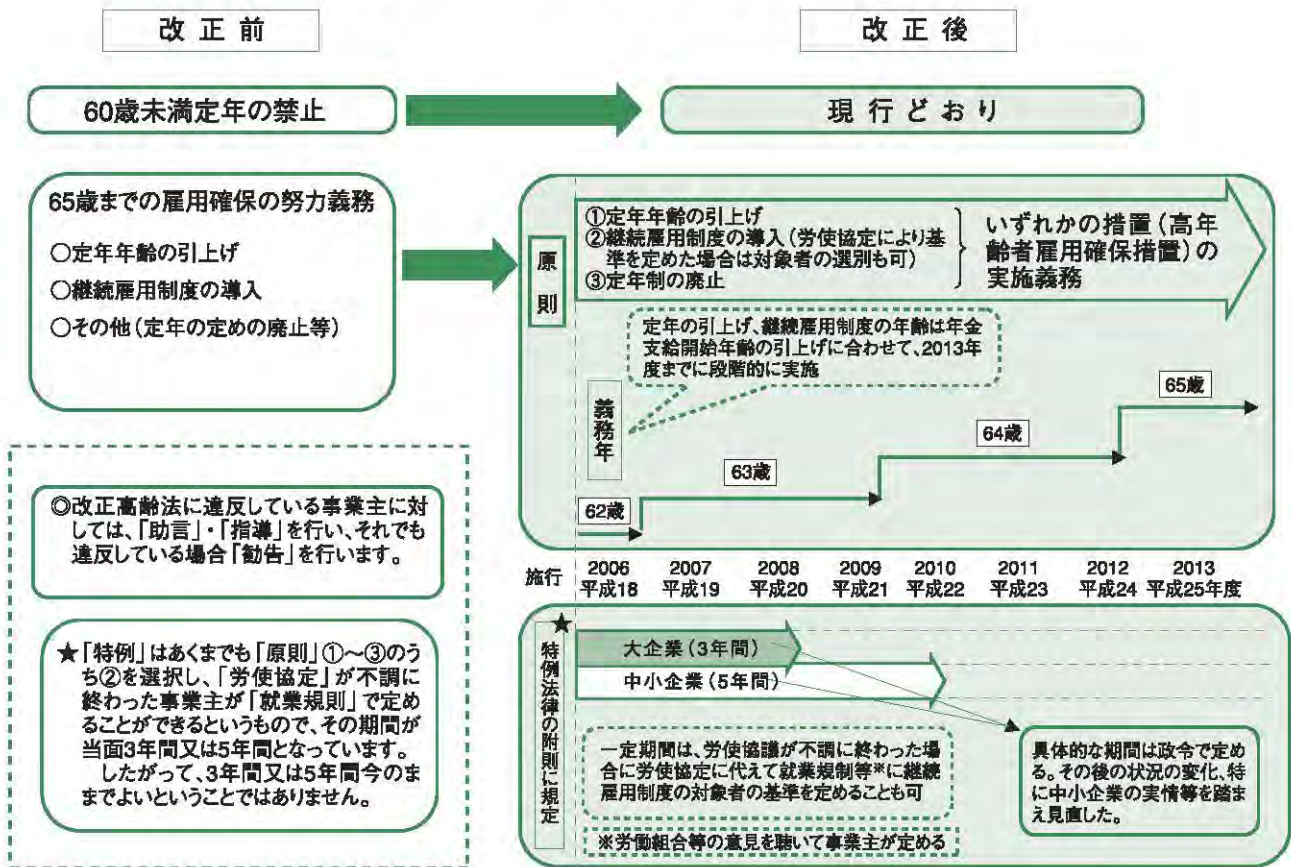 改正前
改正後
60歳未満定年の禁止
現行どおり
65歳までの雇用確保の努力義務
○定年年齢の引上げ
○継続雇用制度の導入
○その他(定年の定めの廃止等)
原則
①定年年齢の引上げ
②継続雇用制度の導入(労使協定により基
準を定めた場合は対象者の選別も可)
③定年制の廃止
いずれかの措置(高年
齢者雇用確保措置)の
実施義務
定年の引上げ、継続雇用制度の年齢は年金
支給開始年齢の引上げに合わせて、2013年
度までに段階的に実施
義務年
62歳
63歳
64歳
65歳
◎改正高齢法に違反している事業主に対
しては、「助言」・「指導」を行い、それでも
違反している場合「勧告」を行います。
施行
2006 2007 2008 2009 2010 2011 2012 2013
平成18 平成19 平成20 平成21 平成22 平成23 平成24 平成25年度
★「特例」はあくまでも「原則」①~③のう
ち②を選択し、「労使協定」が不調に
終わった事業主が「就業規則」で定め
ることができるというもので、その期間が
当面3年間又は5年間となっています。
したがって、3年間又は5年間今のま
までよいということではありません。
★
特例法律の附則に規定
大企業(3年間)
中小企業(5年間)
一定期間は、労使協議が不調に終わった場
合に労使協定に代えて就業規制等※に継続
雇用制度の対象者の基準を定めることも可
※労働組合等の意見を聴いて事業主が定める
具体的な期間は政令で定め
る。その後の状況の変化、特
に中小企業の実情等を踏ま
え見直した。